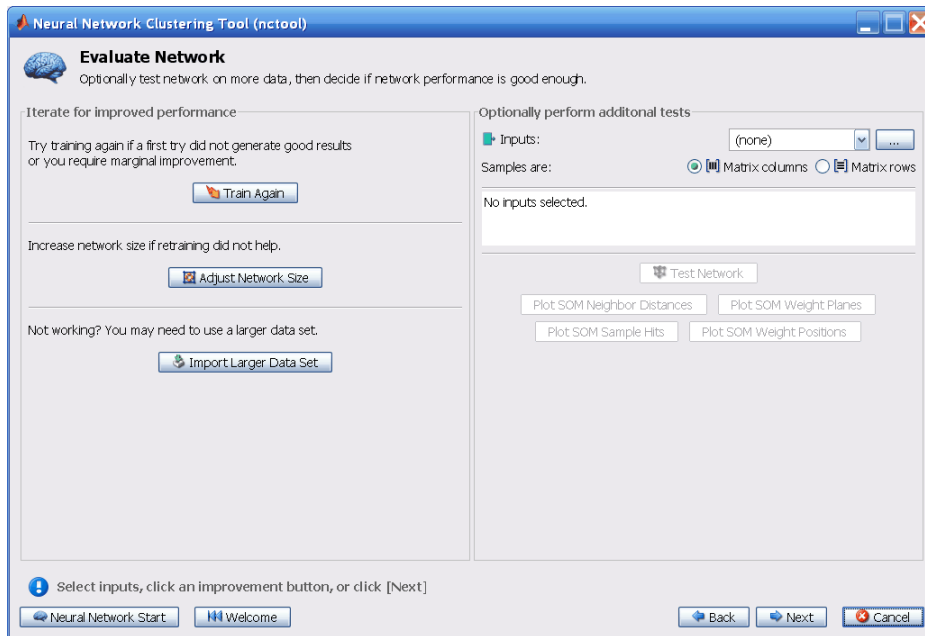 Neural Network Clustering Tool (nctool)
Evaluate Network
Optionally test network on more data, then decide if network performance is good enough.
Iterate for improved performance
Try training again if a first try did not generate good results
or you require marginal improvement.
Train Again
Increase network size if retraining did not help.
Adjust Network Size
Not working? You may need to use a larger data set.
Import Larger Data Set
Optionally perform additonal tests
Inputs: (none) ...
Samples are: Matrix columns Matrix rows
No inputs selected.
Test Network
Plot SOM Neighbor Distances Plot SOM Weight Planes
Plot SOM Sample Hits Plot SOM Weight Positions
Select inputs, click an improvement button, or click [Next]
Neural Network Start Welcome Back Next Cancel